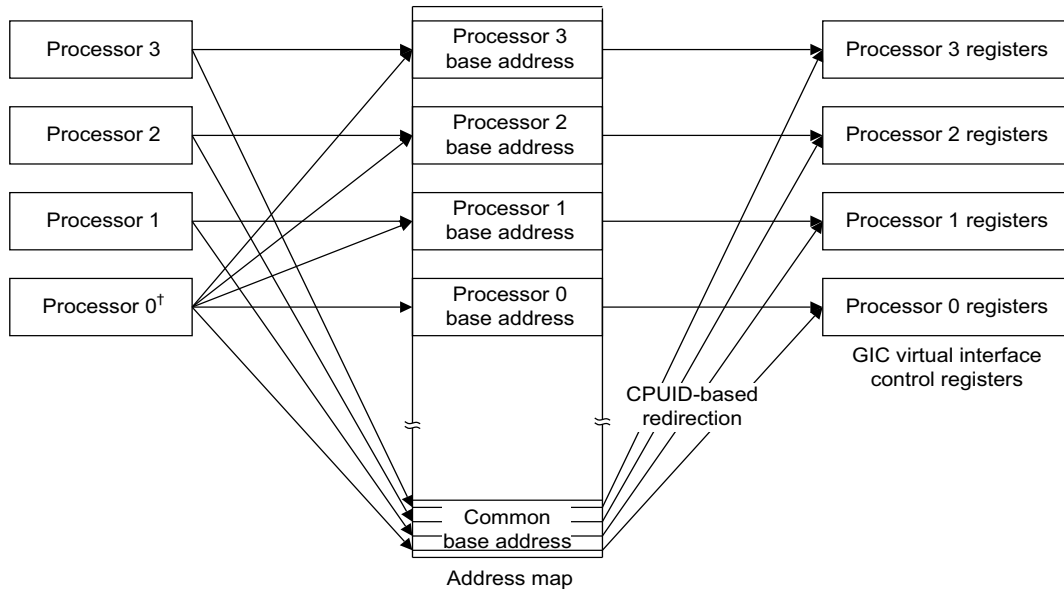 Processor 3
Processor 2
Processor 1
Processor 0†
Processor 3
base address
Processor 2
base address
Processor 1
base address
Processor 0
base address
Common
base address
Address map
CPUID-based
redirection
Processor 3 registers
Processor 2 registers
Processor 1 registers
Processor 0 registers
GIC virtual interface
control registers